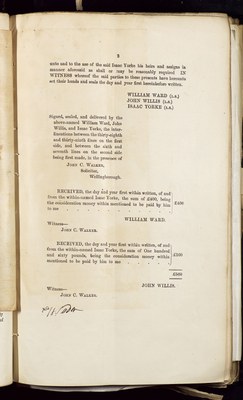 8
unto and to the use of the said Isaac Yorke his heirs and assigns in
manner aforesaid as shall or may be reasonably required IN
WITNESS whereof the said parties to these presents have hereunto
set their hands and seals the day and year first hereinbefore written.
WILLIAM WARD (L.S.)
JOHN WILLIS (L.S.)
ISAAC YORKE (L.S.)
Signed, sealed, and delivered by the
above-named William Ward, John
Willis, and Isaac Yorke, the inter-
lineations between the thirty-eighth
and thirty-ninth lines on the first
side, and between the sixth and
seventh lines on the second side
being first made, in the presence of
JOHN C. WALKER,
Solicitor,
Wellingborough.
RECEIVED, the day and year first within written, of and
from the within-named Isaac Yorke, the sum of £400, being
the consideration money within mentioned to be paid by him
to me
£400
WILLIAM WARD.
Witness—
JOHN C. WALKER.
RECEIVED, the day and year first within written, of and
from the within-named Isaac Yorke, the sum of One hundred
and sixty pounds, being the consideration money within
mentioned to be paid by him to me
£160
£560
JOHN WILLIS.
Witness—
JOHN C. WALKER.